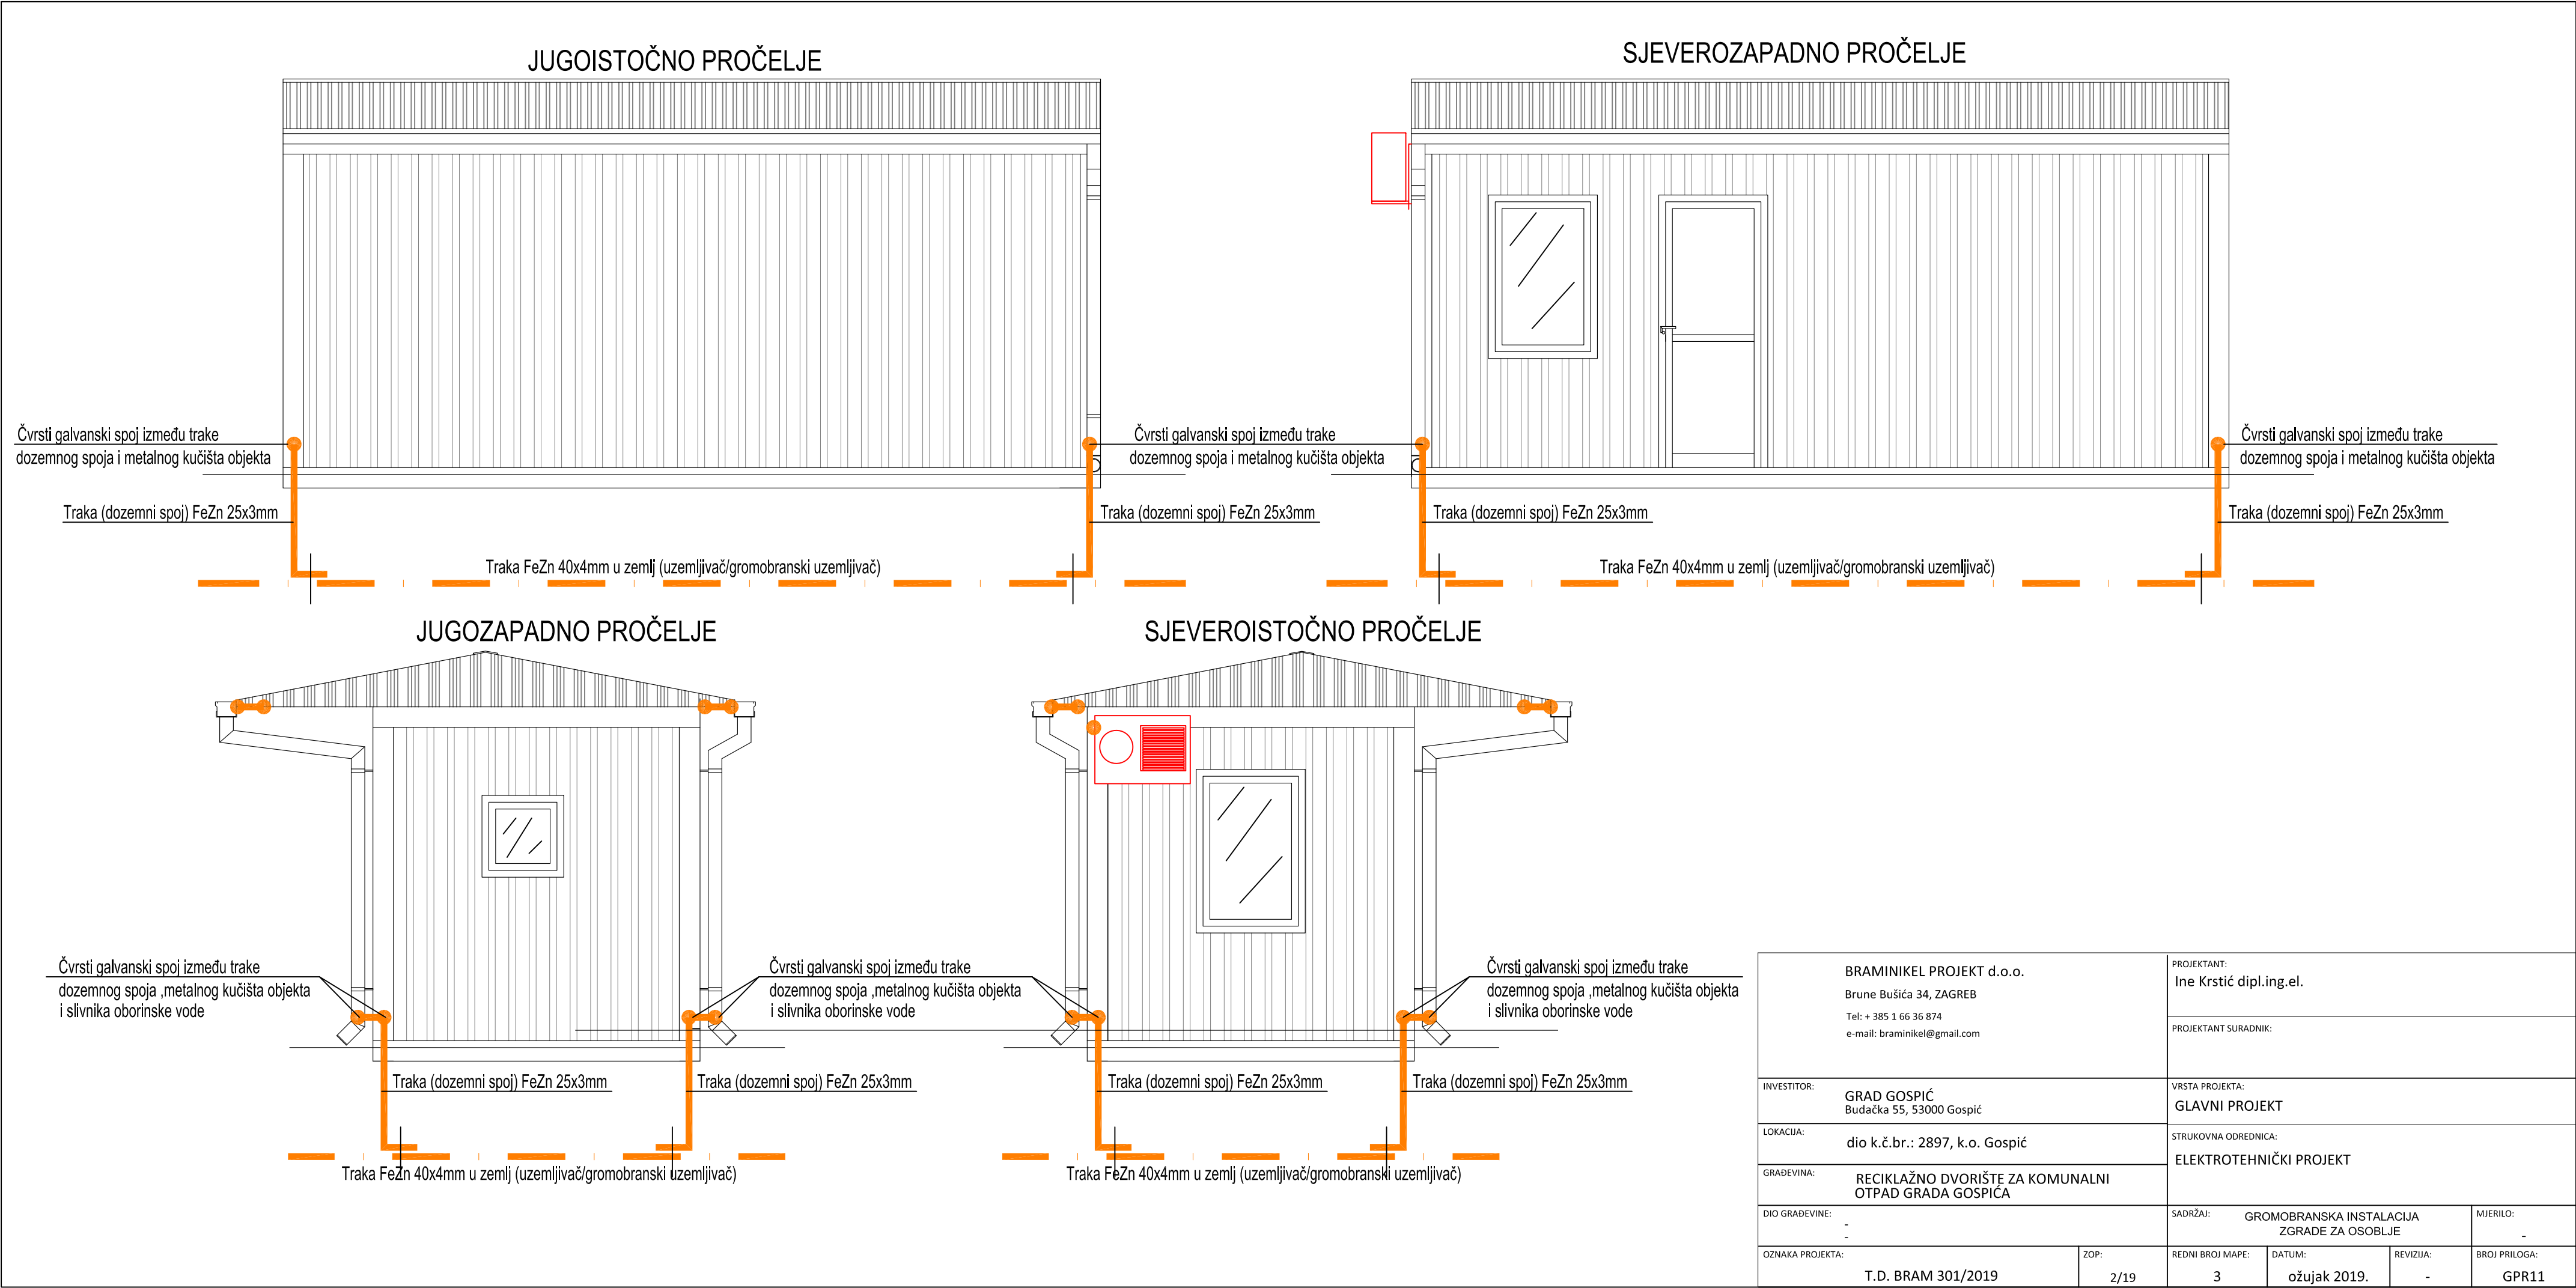 JUGOISTOČNO PROČELJE
SJEVEROZAPADNO PROČELJE
Čvrsti galvanski spoj između trake
dozemnog spoja i metalnog kučišta objekta
Čvrsti galvanski spoj između trake
dozemnog spoja i metalnog kučišta objekta
Čvrsti galvanski spoj između trake
dozemnog spoja i metalnog kučišta objekta
Traka (dozemni spoj) FeZn 25x3mm
Traka (dozemni spoj) FeZn 25x3mm
Traka (dozemni spoj) FeZn 25x3mm
Traka (dozemni spoj) FeZn 25x3mm
Traka FeZn 40x4mm u zemlj (uzemljivač/gromobranski uzemljivač)
Traka FeZn 40x4mm u zemlj (uzemljivač/gromobranski uzemljivač)
JUGOZAPADNO PROČELJE
SJEVEROISTOČNO PROČELJE
Čvrsti galvanski spoj između trake
dozemnog spoja ,metalnog kučišta objekta
i slivnika oborinske vode
Čvrsti galvanski spoj između trake
dozemnog spoja ,metalnog kučišta objekta
i slivnika oborinske vode
Čvrsti galvanski spoj između trake
dozemnog spoja ,metalnog kučišta objekta
i slivnika oborinske vode
Traka (dozemni spoj) FeZn 25x3mm
Traka (dozemni spoj) FeZn 25x3mm
Traka (dozemni spoj) FeZn 25x3mm
Traka (dozemni spoj) FeZn 25x3mm
Traka FeZn 40x4mm u zemlj (uzemljivač/gromobranski uzemljivač)
Traka FeZn 40x4mm u zemlj (uzemljivač/gromobranski uzemljivač)
BRAMINIKEL PROJEKT d.o.o.
Brune Bušića 34, ZAGREB
Tel: + 385 1 66 36 874
e-mail: braminikel@gmail.com
PROJEKTANT:
Ine Krstić dipl.ing.el.
PROJEKTANT SURADNIK:
INVESTITOR:
GRAD GOSPIĆ
Budačka 55, 53000 Gospić
VRSTA PROJEKTA:
GLAVNI PROJEKT
LOKACIJA:
dio k.č.br.: 2897, k.o. Gospić
STRUKOVNA ODREDNICA:
ELEKTROTEHNIČKI PROJEKT
GRAĐEVINA:
RECIKLAŽNO DVORIŠTE ZA KOMUNALNI
OTPAD GRADA GOSPIĆA
DIO GRAĐEVINE:
-
-
SADRŽAJ:
GROMOBRANSKA INSTALACIJA
ZGRADE ZA OSOBLJE
MJERILO:
-
OZNAKA PROJEKTA:
T.D. BRAM 301/2019
ZOP:
2/19
REDNI BROJ MAPE:
3
DATUM:
ožujak 2019.
REVIZIJA:
-
BROJ PRILOGA:
GPR11